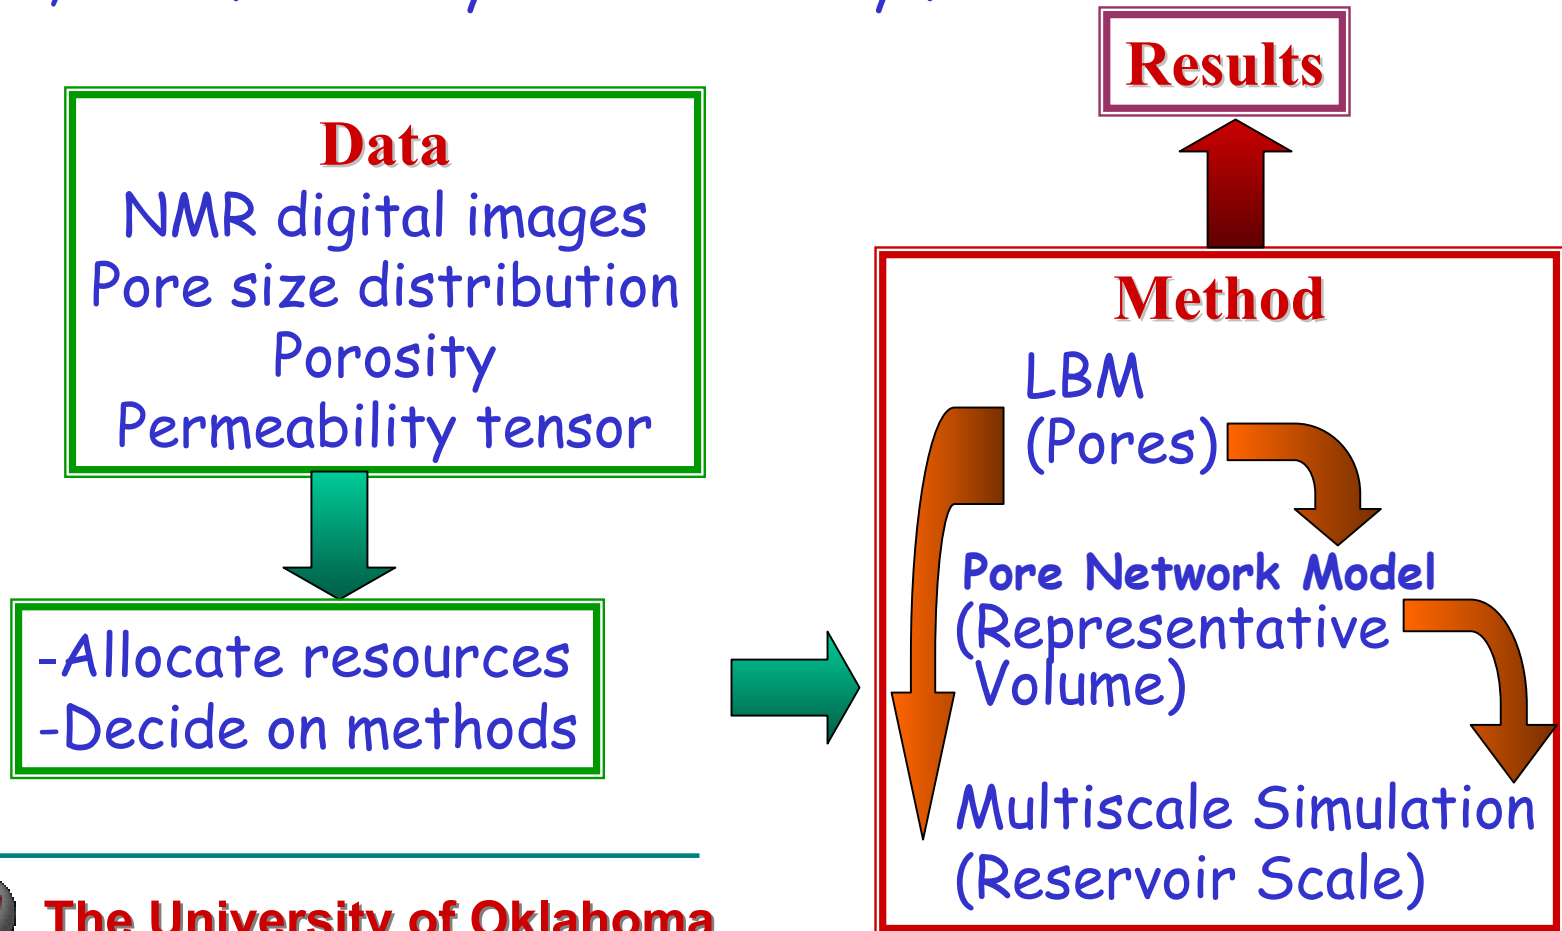 Results
Data
NMR digital images
Pore size distribution
Porosity
Permeability tensor
-Allocate resources
-Decide on methods
Method
LBM
(Pores)
Pore Network Model
(Representative
Volume)
Multiscale Simulation
(Reservoir Scale)
The University of Oklahoma